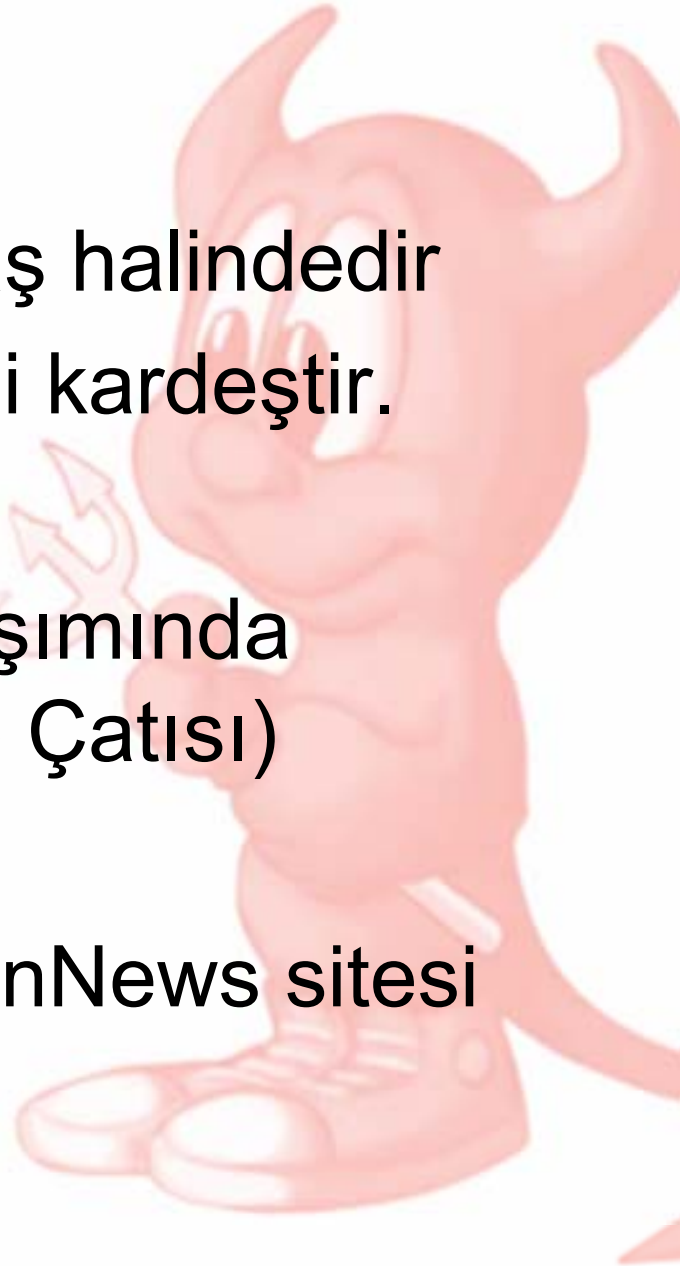 ş halindedir
i kardeştir.
şımında
Çatısı)
nNews sitesi